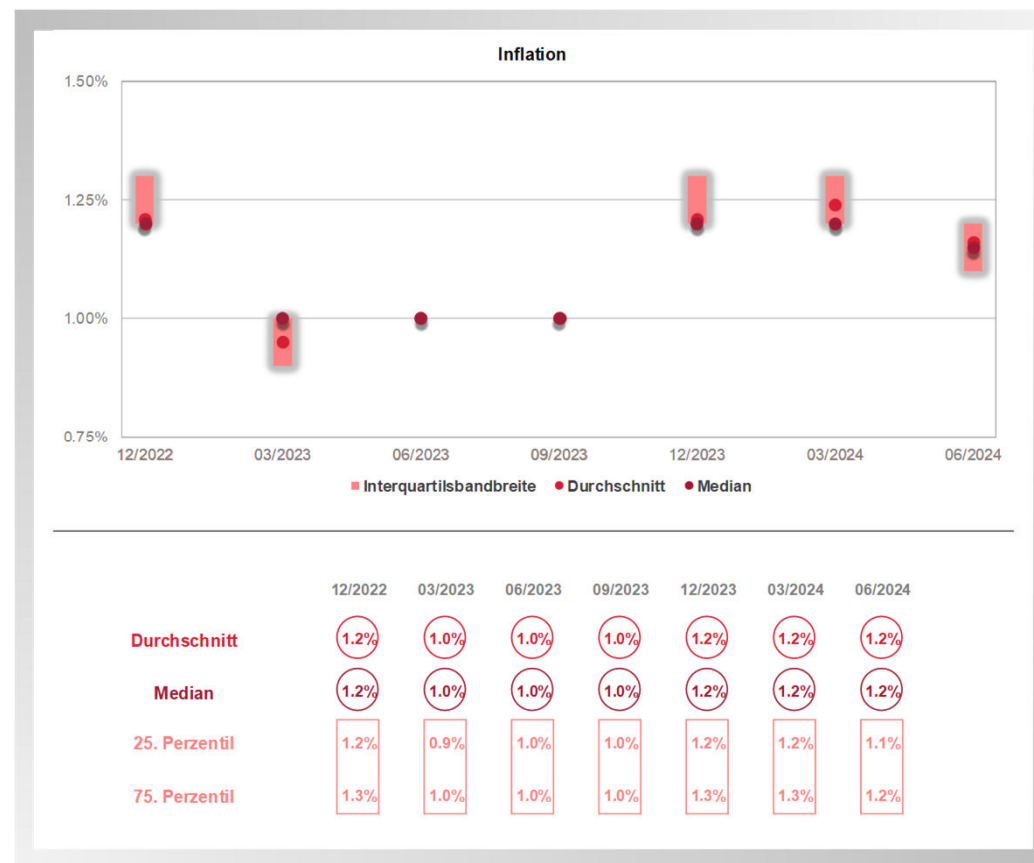 Inflation
1.50%
1.25%
1.00%
0.75%
12/2022 03/2023 06/2023 09/2023 12/2023 03/2024 06/2024
Interquartilsbandbreite Durchschnitt Median
12/2022 03/2023 06/2023 09/2023 12/2023 03/2024 06/2024
Durchschnitt 1.2% 1.0% 1.0% 1.0% 1.2% 1.2% 1.2%
Median 1.2% 1.0% 1.0% 1.0% 1.2% 1.2% 1.2%
25. Perzentil 1.2% 0.9% 1.0% 1.0% 1.2% 1.2% 1.1%
75. Perzentil 1.3% 1.0% 1.0% 1.0% 1.3% 1.3% 1.2%